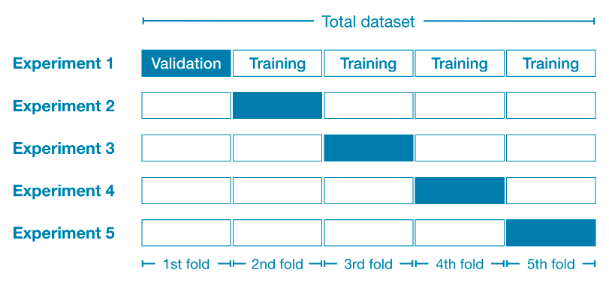 Total dataset
Experiment 1 Validation Training Training Training Training
Experiment 2
Experiment 3
Experiment 4
Experiment 5
1st fold 2nd fold 3rd fold 4th fold 5th fold